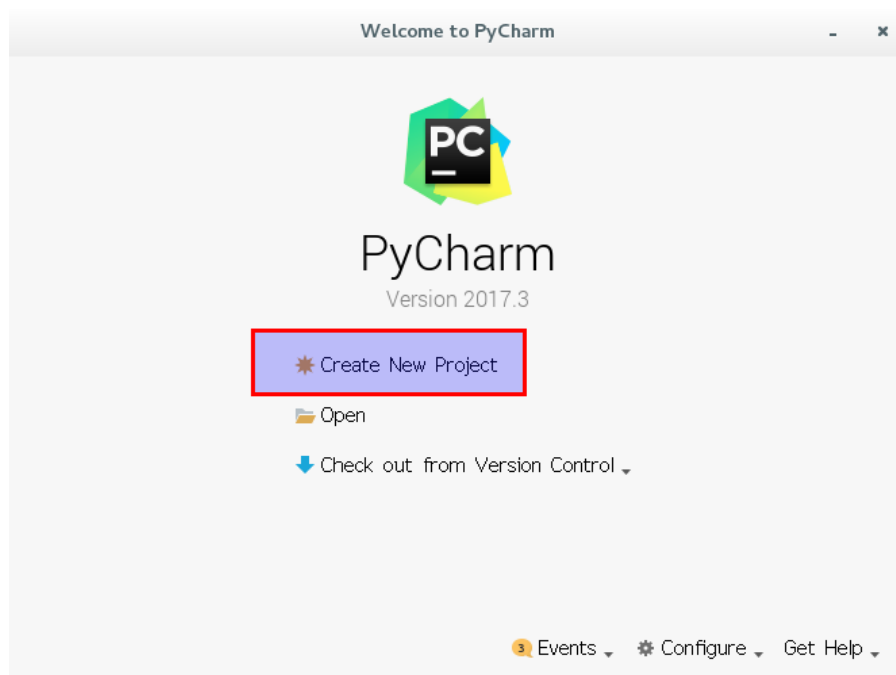 Welcome to PyCharm
PC
PyCharm
Version 2017.3
Create New Project
Open
Check out from Version Control
3 Events Configure Get Help